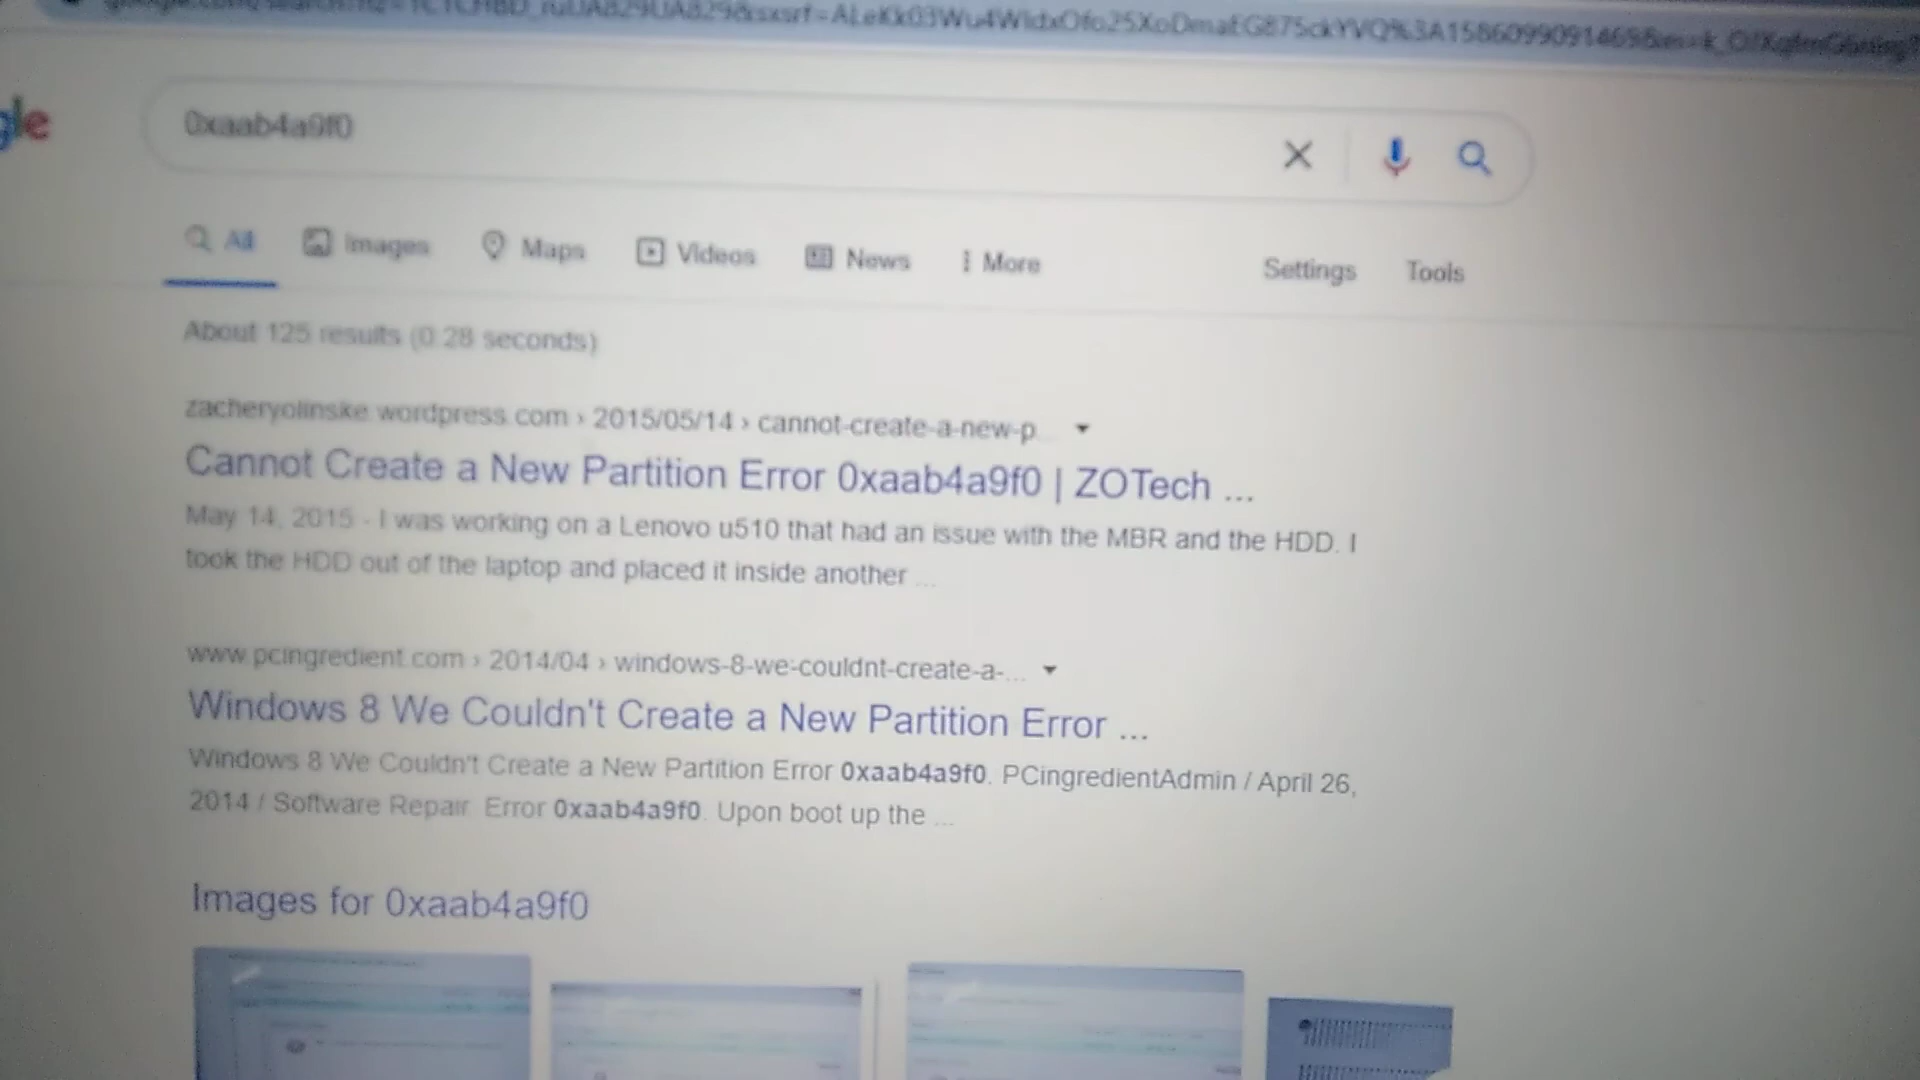 gle
0xaab4a9f0
All Images Maps Videos News More Settings Tools
About 125 results (0.28 seconds)
zacheryolinske.wordpress.com › 2015/05/14 › cannot-create-a-new-p...
Cannot Create a New Partition Error 0xaab4a9f0 | ZOTech ...
May 14, 2015 - I was working on a Lenovo u510 that had an issue with the MBR and the HDD. I
took the HDD out of the laptop and placed it inside another ...
www.pcingredient.com › 2014/04 › windows-8-we-couldnt-create-a-...
Windows 8 We Couldn't Create a New Partition Error ...
Windows 8 We Couldn't Create a New Partition Error 0xaab4a9f0. PCingredientAdmin / April 26,
2014 / Software Repair. Error 0xaab4a9f0. Upon boot up the ...
Images for 0xaab4a9f0